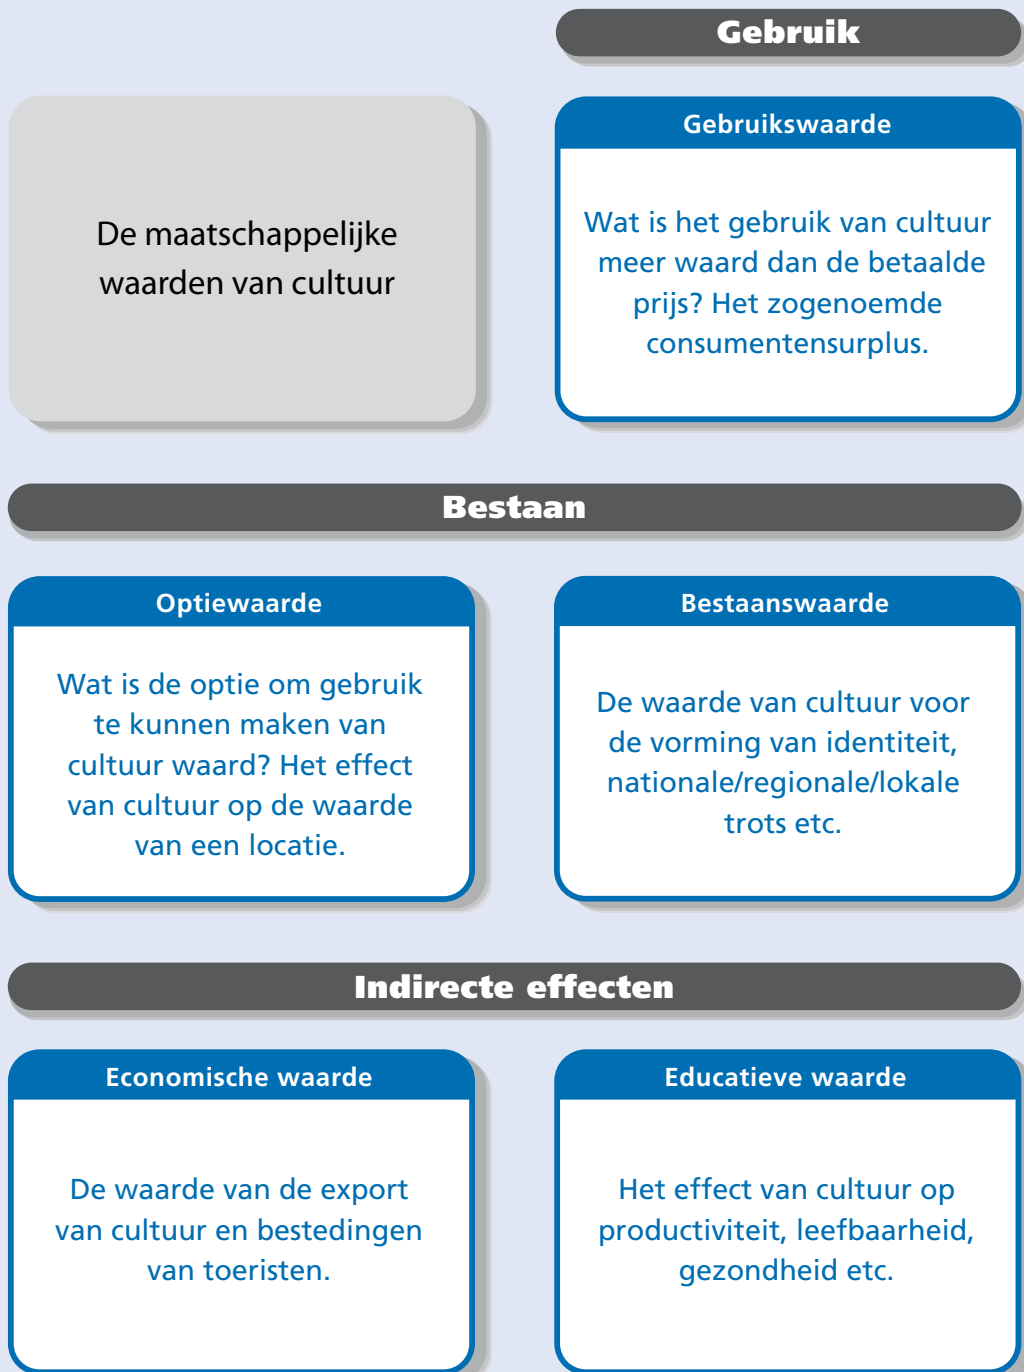 Gebruik
De maatschappelijke
waarden van cultuur
Gebruikswaarde
Wat is het gebruik van cultuur
meer waard dan de betaalde
prijs? Het zogenoemde
consumentensurplus.
Bestaan
Optiewaarde
Wat is de optie om gebruik
te kunnen maken van
cultuur waard? Het effect
van cultuur op de waarde
van een locatie.
Bestaanswaarde
De waarde van cultuur voor
de vorming van identiteit,
nationale/regionale/lokale
trots etc.
Indirecte effecten
Economische waarde
De waarde van de export
van cultuur en bestedingen
van toeristen.
Educatieve waarde
Het effect van cultuur op
productiviteit, leefbaarheid,
gezondheid etc.